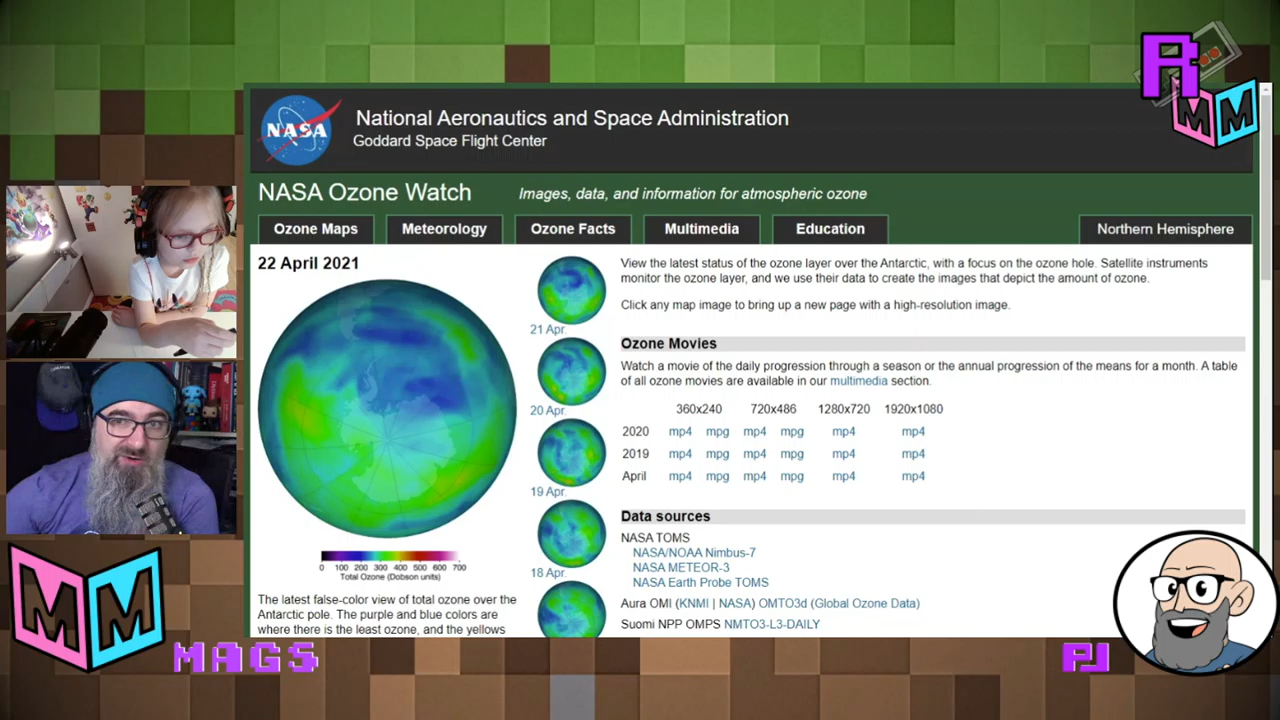 R
MM
NASA
National Aeronautics and Space Administration
Goddard Space Flight Center
NASA Ozone Watch
Images, data, and information for atmospheric ozone
Ozone Maps
Meteorology
Ozone Facts
Multimedia
Education
Northern Hemisphere
22 April 2021
21 Apr.
20 Apr.
19 Apr.
18 Apr.
0 100 200 300 400 500 600 700
Total Ozone (Dobson units)
The latest false-color view of total ozone over the
Antarctic pole. The purple and blue colors are
where there is the least ozone, and the yellows
View the latest status of the ozone layer over the Antarctic, with a focus on the ozone hole. Satellite instruments
monitor the ozone layer, and we use their data to create the images that depict the amount of ozone.
Click any map image to bring up a new page with a high-resolution image.
Ozone Movies
Watch a movie of the daily progression through a season or the annual progression of the means for a month. A table
of all ozone movies are available in our multimedia section.
360x240 720x486 1280x720 1920x1080
2020 mp4 mpg mp4 mpg mp4 mp4
2019 mp4 mpg mp4 mpg mp4 mp4
April mp4 mpg mp4 mpg mp4 mp4
Data sources
NASA TOMS
NASA/NOAA Nimbus-7
NASA METEOR-3
NASA Earth Probe TOMS
Aura OMI (KNMI | NASA) OMTO3d (Global Ozone Data)
Suomi NPP OMPS NMTO3-L3-DAILY
MM
MAGS
PJ